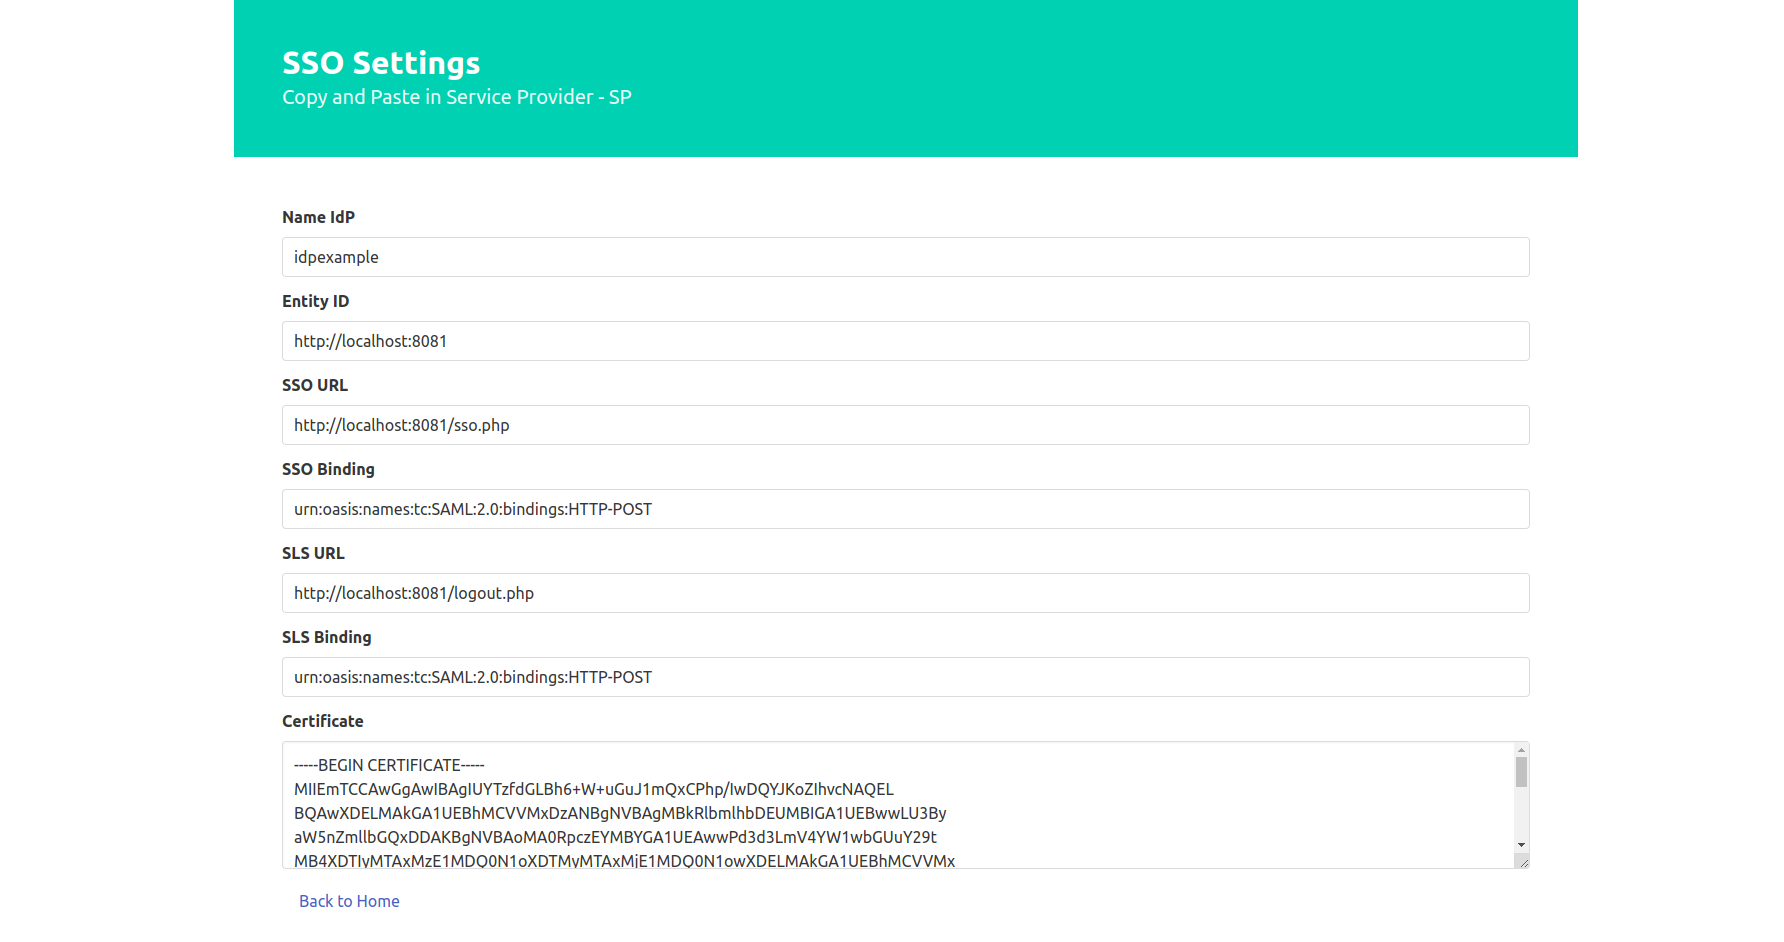 SSO Settings
Copy and Paste in Service Provider - SP
Name IdP
idpexample
Entity ID
http://localhost:8081
SSO URL
http://localhost:8081/sso.php
SSO Binding
urn:oasis:names:tc:SAML:2.0:bindings:HTTP-POST
SLS URL
http://localhost:8081/logout.php
SLS Binding
urn:oasis:names:tc:SAML:2.0:bindings:HTTP-POST
Certificate
-----BEGIN CERTIFICATE-----
MIIEmTCCAwGgAwIBAgIUYTzfdGLBh6+W+uGuJ1mQxCPhp/IwDQYJKoZIhvcNAQEL
BQAwXDELMAkGA1UEBhMCVVMxDzANBgNVBAgMBkRlbmlhbDEUMBIGA1UEBwwLU3By
aW5nZmllbGQxDDAKBgNVBAoMA0RpczEYMBYGA1UEAwwPd3d3LmV4YW1wbGUuY29t
MB4XDTIyMTAxMzE1MDQ0N1oXDTMyMTAxMjE1MDQ0N1owXDELMAkGA1UEBhMCVVMx
Back to Home